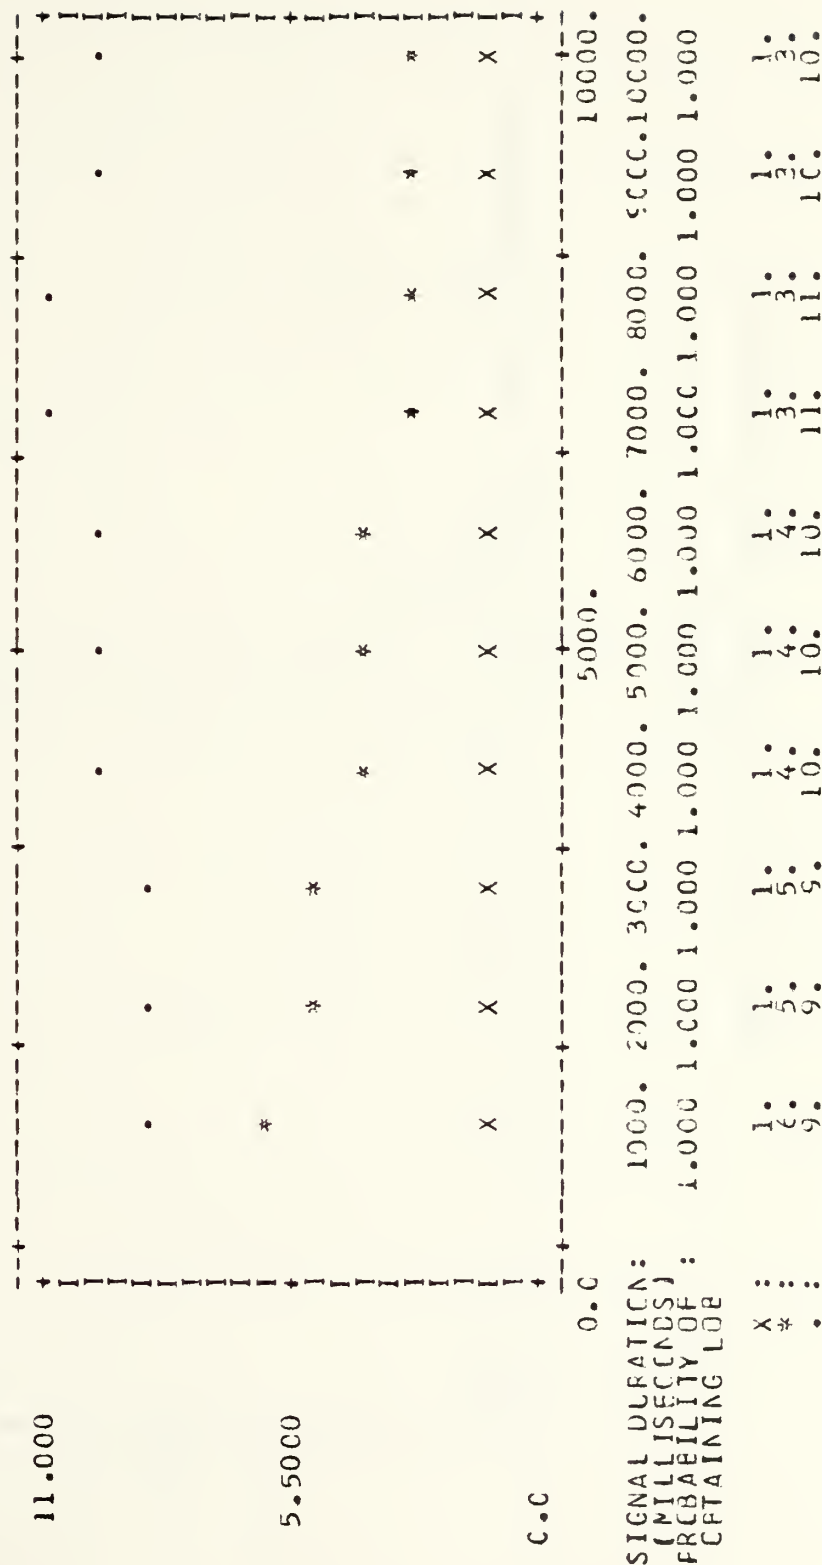 11.000
5.5000
C.C
0.C 5000. 10000.
SIGNAL DURATION: 1000. 2000. 3000. 4000. 5000. 6000. 7000. 8000. 9000.10000.
(MILLISECONDS)
PROBABILITY OF : 1.000 1.000 1.000 1.000 1.000 1.000 1.000 1.000 1.000 1.000
OBTAINING LOB
X : 1. 1. 1. 1. 1. 1. 1. 1. 1. 1.
* : 6. 5. 5. 4. 4. 4. 3. 3. 3. 3.
. : 9. 9. 9. 10. 10. 10. 11. 11. 10. 10.